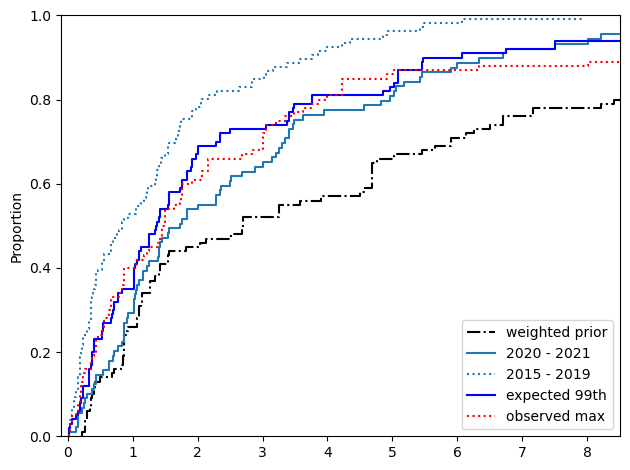 1.0
0.8
0.6
0.4
0.2
0.0
Proportion
weighted prior
2020 - 2021
2015 - 2019
expected 99th
observed max
0 1 2 3 4 5 6 7 8